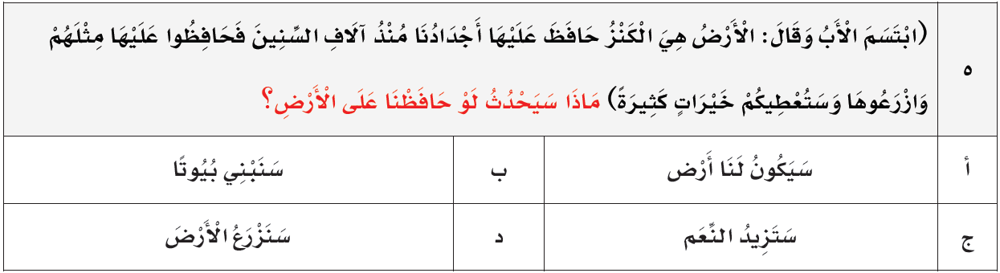 ٥
(ابْتَسَمَ الْأَبُ وَقَالَ: الْأَرْضُ هِيَ الْكَنْزُ حَافَظَ عَلَيْهَا أَجْدَادُنَا مُنْذُ آلَافِ السِّنِينَ فَحَافِظُوا عَلَيْهَا مِثْلَهُمْ
وَازْرَعُوهَا وَسَتُعْطِيكُمْ خَيْرَاتٍ كَثِيرَةً) مَاذَا سَيَحْدُثُ لَوْ حَافَظْنَا عَلَى الْأَرْضِ؟
أ سَيَكُونُ لَنَا أَرْض ب سَنَبْنِي بُيُوتًا
ج سَتَزِيدُ النِّعَم د سَنَزْرَعُ الْأَرْضَ